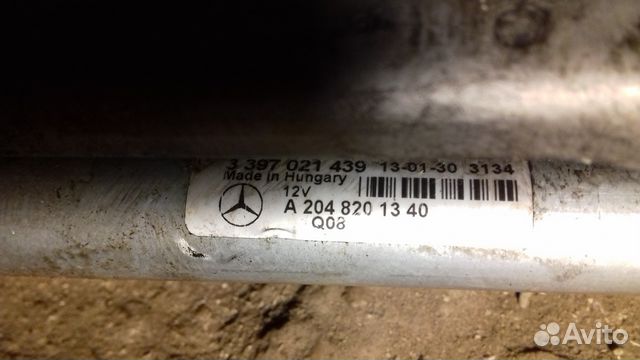 3 397 021 439 13-01-30 3134
Made in Hungary
12V
A 204 820 13 40
Q08
Avito